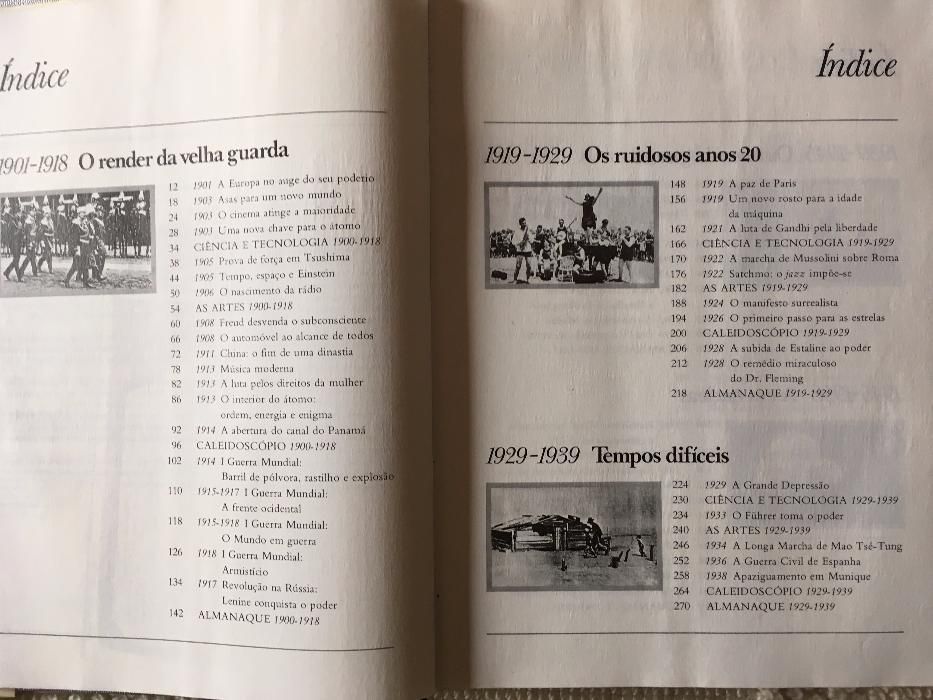 Índice
1901-1918 O render da velha guarda
12 1901 A Europa no auge do seu poderio
18 1903 Asas para um novo mundo
24 1903 O cinema atinge a maioridade
28 1903 Uma nova chave para o átomo
34 CIÊNCIA E TECNOLOGIA 1900-1918
38 1905 Prova de força em Tsushima
44 1905 Tempo, espaço e Einstein
50 1906 O nascimento da rádio
54 AS ARTES 1900-1918
60 1908 Freud desvenda o subconsciente
66 1908 O automóvel ao alcance de todos
72 1911 China: o fim de uma dinastia
78 1913 Música moderna
82 1913 A luta pelos direitos da mulher
86 1913 O interior do átomo:
ordem, energia e enigma
92 1914 A abertura do canal do Panamá
96 CALEIDOSCÓPIO 1900-1918
102 1914 I Guerra Mundial:
Barril de pólvora, rastilho e explosão
110 1915-1917 I Guerra Mundial:
A frente ocidental
118 1915-1918 I Guerra Mundial:
O Mundo em guerra
126 1918 I Guerra Mundial:
Armistício
134 1917 Revolução na Rússia:
Lenine conquista o poder
142 ALMANAQUE 1900-1918
Índice
1919-1929 Os ruidosos anos 20
148 1919 A paz de Paris
156 1919 Um novo rosto para a idade
da máquina
162 1921 A luta de Gandhi pela liberdade
166 CIÊNCIA E TECNOLOGIA 1919-1929
170 1922 A marcha de Mussolini sobre Roma
176 1922 Satchmo: o jazz impõe-se
182 AS ARTES 1919-1929
188 1924 O manifesto surrealista
194 1926 O primeiro passo para as estrelas
200 CALEIDOSCÓPIO 1919-1929
206 1928 A subida de Estaline ao poder
212 1928 O remédio miraculoso
do Dr. Fleming
218 ALMANAQUE 1919-1929
1929-1939 Tempos difíceis
224 1929 A Grande Depressão
230 CIÊNCIA E TECNOLOGIA 1929-1939
234 1933 O Führer toma o poder
240 AS ARTES 1929-1939
246 1934 A Longa Marcha de Mao Tsé-Tung
252 1936 A Guerra Civil de Espanha
258 1938 Apaziguamento em Munique
264 CALEIDOSCÓPIO 1929-1939
270 ALMANAQUE 1929-1939